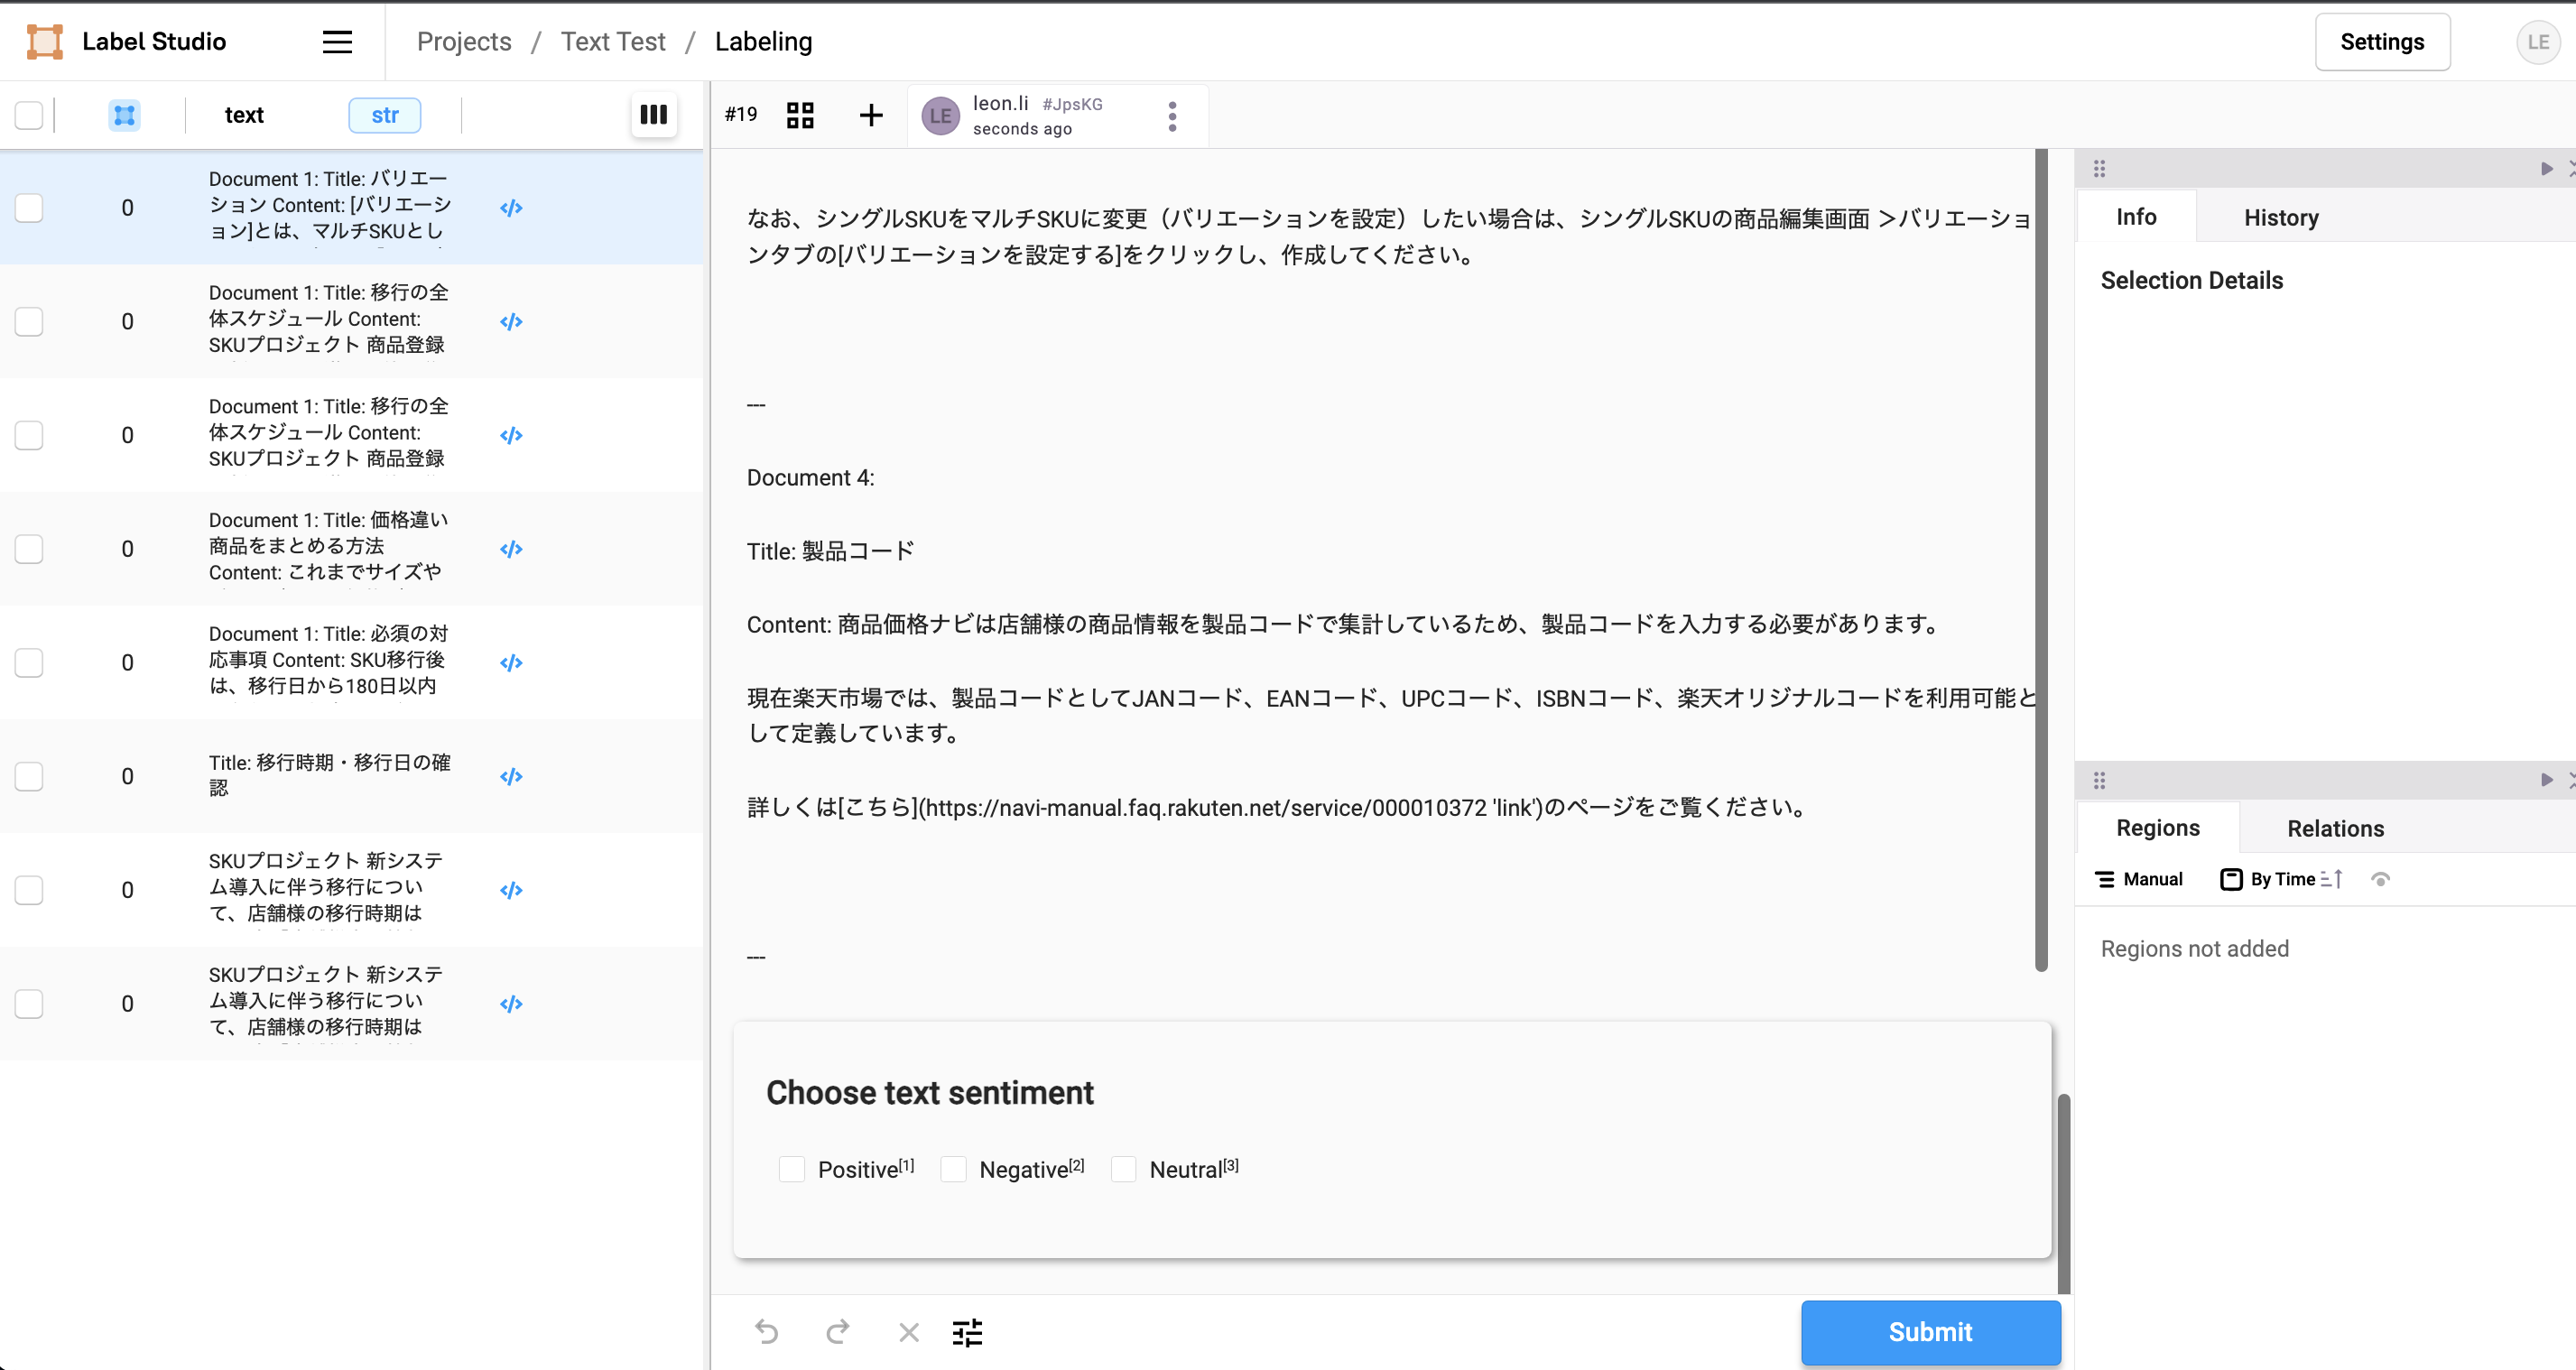 Label Studio
Projects / Text Test / Labeling
Settings
LE
text
str
#19
LE
leon.li #JpsKG
seconds ago
0
Document 1: Title: バリエー
ション Content: [バリエーシ
ョン]とは、マルチSKUとし
0
Document 1: Title: 移行の全
体スケジュール Content:
SKUプロジェクト 商品登録
0
Document 1: Title: 移行の全
体スケジュール Content:
SKUプロジェクト 商品登録
0
Document 1: Title: 価格違い
商品をまとめる方法
Content: これまでサイズや
0
Document 1: Title: 必須の対
応事項 Content: SKU移行後
は、移行日から180日以内
0
Title: 移行時期・移行日の確
認
0
SKUプロジェクト 新システ
ム導入に伴う移行につい
て、店舗様の移行時期は
0
SKUプロジェクト 新システ
ム導入に伴う移行につい
て、店舗様の移行時期は
なお、シングルSKUをマルチSKUに変更（バリエーションを設定）したい場合は、シングルSKUの商品編集画面 ＞バリエーショ
ンタブの[バリエーションを設定する]をクリックし、作成してください。
---
Document 4:
Title: 製品コード
Content: 商品価格ナビは店舗様の商品情報を製品コードで集計しているため、製品コードを入力する必要があります。
現在楽天市場では、製品コードとしてJANコード、EANコード、UPCコード、ISBNコード、楽天オリジナルコードを利用可能と
して定義しています。
詳しくは[こちら](https://navi-manual.faq.rakuten.net/service/000010372 'link')のページをご覧ください。
---
Choose text sentiment
Positive[1] Negative[2] Neutral[3]
Submit
Info
History
Selection Details
Regions
Relations
Manual
By Time
Regions not added